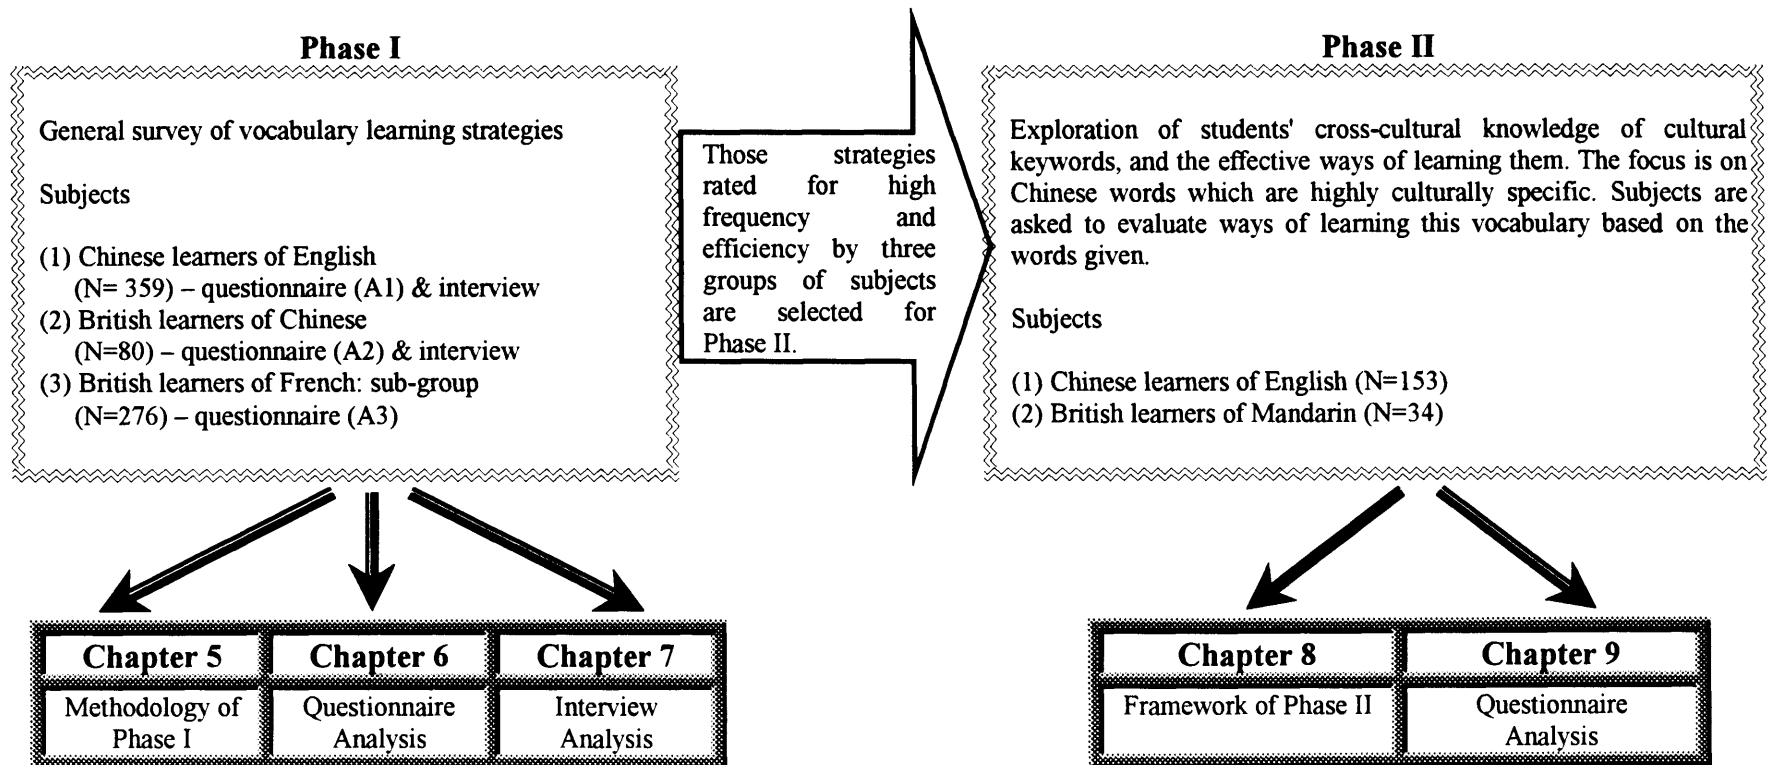 Phase I
General survey of vocabulary learning strategies
Subjects
(1) Chinese learners of English
(N= 359) – questionnaire (A1) & interview
(2) British learners of Chinese
(N=80) – questionnaire (A2) & interview
(3) British learners of French: sub-group
(N=276) – questionnaire (A3)
Those strategies
rated for high
frequency and
efficiency by three
groups of subjects
are selected for
Phase II.
Phase II
Exploration of students' cross-cultural knowledge of cultural
keywords, and the effective ways of learning them. The focus is on
Chinese words which are highly culturally specific. Subjects are
asked to evaluate ways of learning this vocabulary based on the
words given.
Subjects
(1) Chinese learners of English (N=153)
(2) British learners of Mandarin (N=34)
Chapter 5
Chapter 6
Chapter 7
Methodology of
Phase I
Questionnaire
Analysis
Interview
Analysis
Chapter 8
Chapter 9
Framework of Phase II
Questionnaire
Analysis